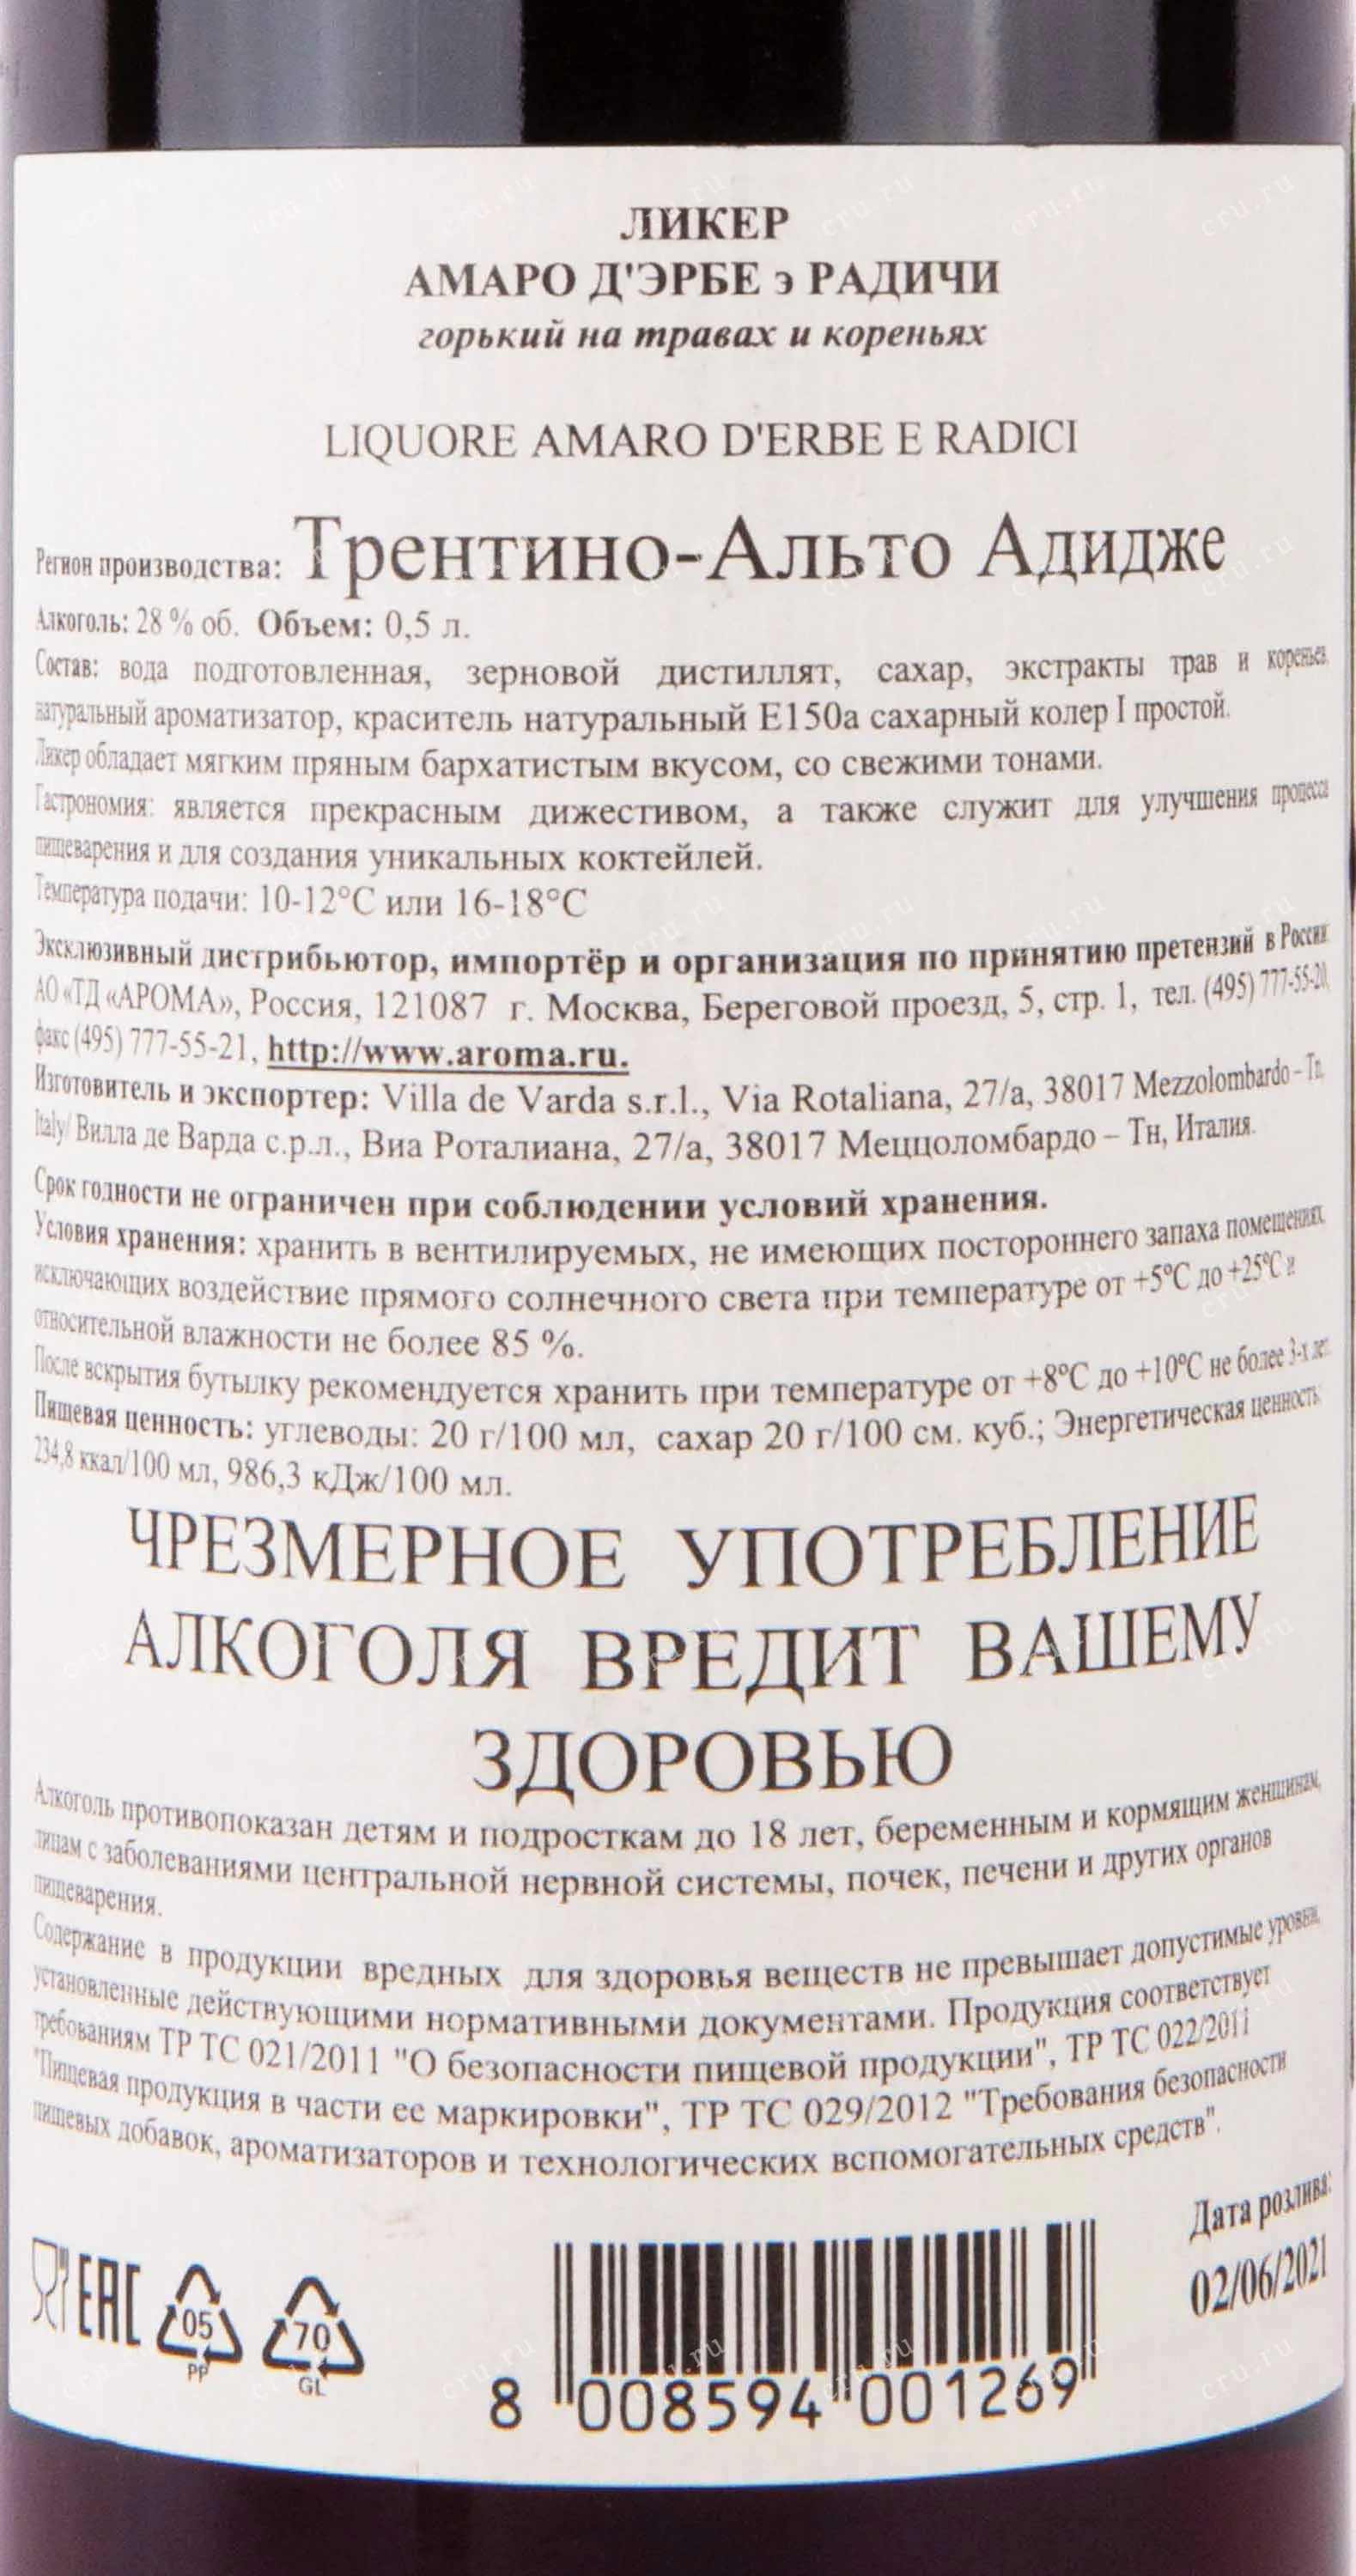 ЛИКЕР
АМАРО Д'ЭРБЕ э РАДИЧИ
горький на травах и кореньях
LIQUORE AMARO D'ERBE E RADICI
Регион производства: Трентино-Альто Адидже
Алкоголь: 28 % об. Объем: 0,5 л.
Состав: вода подготовленная, зерновой дистиллят, сахар, экстракты трав и кореньев,
натуральный ароматизатор, краситель натуральный Е150а сахарный колер I простой.
Ликер обладает мягким пряным бархатистым вкусом, со свежими тонами.
Гастрономия: является прекрасным дижестивом, а также служит для улучшения процесса
пищеварения и для создания уникальных коктейлей.
Температура подачи: 10-12°С или 16-18°С
Эксклюзивный дистрибьютор, импортёр и организация по принятию претензий в России:
АО «ТД «АРОМА», Россия, 121087 г. Москва, Береговой проезд, 5, стр. 1, тел. (495) 777-55-20,
факс (495) 777-55-21, http://www.aroma.ru.
Изготовитель и экспортер: Villa de Varda s.r.l., Via Rotaliana, 27/a, 38017 Mezzolombardo – Tn,
Italy/ Вилла де Варда с.р.л., Виа Роталиана, 27/а, 38017 Меццоломбардо – Тн, Италия.
Срок годности не ограничен при соблюдении условий хранения.
Условия хранения: хранить в вентилируемых, не имеющих постороннего запаха помещениях,
исключающих воздействие прямого солнечного света при температуре от +5°С до +25°С и
относительной влажности не более 85 %.
После вскрытия бутылку рекомендуется хранить при температуре от +8°С до +10°С не более 3-х лет.
Пищевая ценность: углеводы: 20 г/100 мл, сахар 20 г/100 см. куб.; Энергетическая ценность:
234,8 ккал/100 мл, 986,3 кДж/100 мл.
ЧРЕЗМЕРНОЕ УПОТРЕБЛЕНИЕ
АЛКОГОЛЯ ВРЕДИТ ВАШЕМУ
ЗДОРОВЬЮ
Алкоголь противопоказан детям и подросткам до 18 лет, беременным и кормящим женщинам,
лицам с заболеваниями центральной нервной системы, почек, печени и других органов
пищеварения.
Содержание в продукции вредных для здоровья веществ не превышает допустимые уровни,
установленные действующими нормативными документами. Продукция соответствует
требованиям ТР ТС 021/2011 "О безопасности пищевой продукции", ТР ТС 022/2011
"Пищевая продукция в части ее маркировки", ТР ТС 029/2012 "Требования безопасности
пищевых добавок, ароматизаторов и технологических вспомогательных средств".
Дата розлива:
02/06/2021
EAC
05
PP
70
GL
8 008594 001269
cru.ru